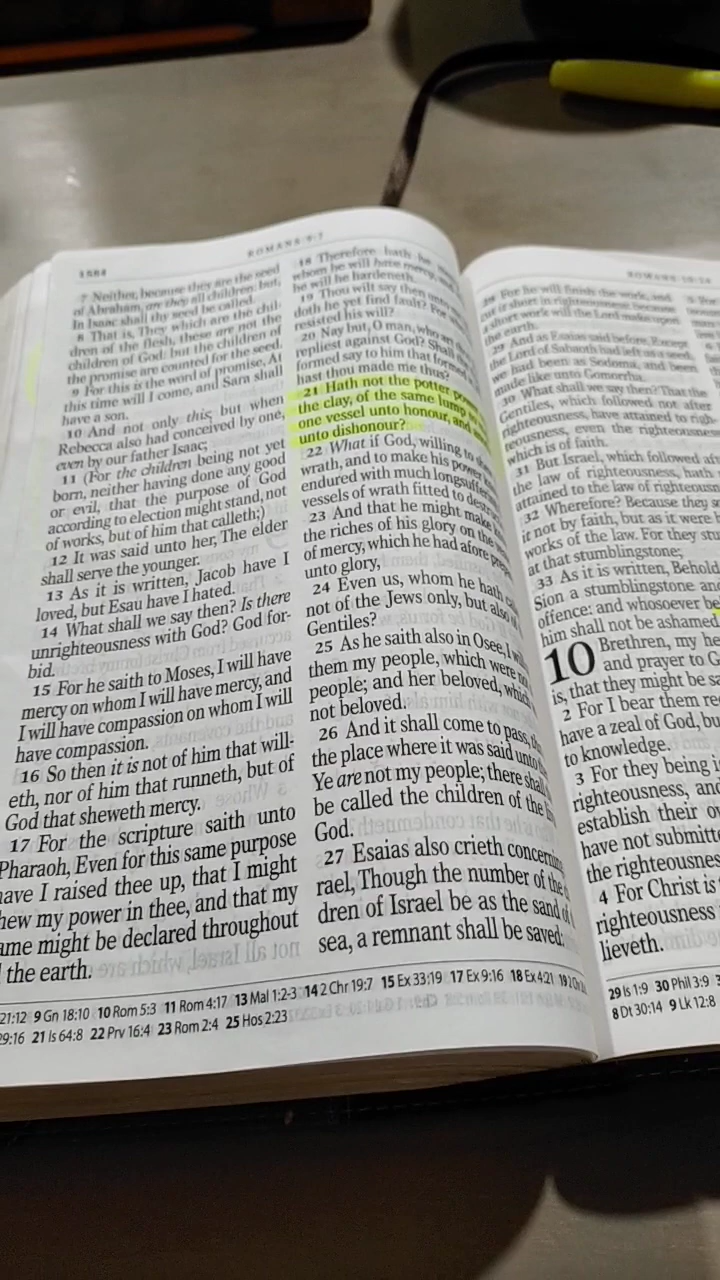 1584
ROMANS 9:7
7 Neither, because they are the seed
of Abraham, are they all children: but,
In Isaac shall thy seed be called.
8 That is, They which are the chil-
dren of the flesh, these are not the
children of God: but the children of
the promise are counted for the seed.
9 For this is the word of promise, At
this time will I come, and Sara shall
have a son.
10 And not only this; but when
Rebecca also had conceived by one,
even by our father Isaac;
11 (For the children being not yet
born, neither having done any good
or evil, that the purpose of God
according to election might stand, not
of works, but of him that calleth;)
12 It was said unto her, The elder
shall serve the younger.
13 As it is written, Jacob have I
loved, but Esau have I hated.
14 What shall we say then? Is there
unrighteousness with God? God for-
bid.
15 For he saith to Moses, I will have
mercy on whom I will have mercy, and
I will have compassion on whom I will
have compassion.
16 So then it is not of him that will-
eth, nor of him that runneth, but of
God that sheweth mercy.
17 For the scripture saith unto
Pharaoh, Even for this same purpose
have I raised thee up, that I might
hew my power in thee, and that my
ame might be declared throughout
the earth.
18 Therefore hath he
whom he will have mercy, and
he will he hardeneth.
19 Thou wilt say then unto
doth he yet find fault? For who
resisted his will?
20 Nay but, O man, who
repliest against God? Shall
formed say to him that formed
hast thou made me thus?
21 Hath not the potter
the clay, of the same lump
one vessel unto honour, and
unto dishonour?
22 What if God, willing to
wrath, and to make his power
endured with much longsuffer
vessels of wrath fitted to
23 And that he might make
the riches of his glory on the
of mercy, which he had afore
unto glory,
24 Even us, whom he hath
not of the Jews only, but also of
Gentiles?
25 As he saith also in Osee, I
them my people, which were
people; and her beloved, which
not beloved.
26 And it shall come to pass,
the place where it was said unto
Ye are not my people; there shall
be called the children of the
God.
27 Esaias also crieth concerning
rael, Though the number of the
dren of Israel be as the sand of
sea, a remnant shall be saved:
21:12 9 Gn 18:10 10 Rom 5:3 11 Rom 4:17 13 Mal 1:2-3 14 2 Chr 19:7 15 Ex 33:19 17 Ex 9:16 18 Ex 4:21
29:16 21 Is 64:8 22 Prv 16:4 23 Rom 2:4 25 Hos 2:23
28 For he will finish the work, and
cut it short in righteousness: because
a short work will the Lord make upon
the earth.
29 And as Esaias said before, Except
the Lord of Sabaoth had left us a seed,
we had been as Sodoma, and been
made like unto Gomorrha.
30 What shall we say then? That the
Gentiles, which followed not after
righteousness, have attained to righ-
teousness, even the righteousness
which is of faith.
31 But Israel, which followed
the law of righteousness, hath
attained to the law of
32 Wherefore? Because they
it not by faith, but as it were
works of the law. For they
at that stumblingstone;
33 As it is written, Behold
Sion a stumblingstone and
offence: and whosoever
him shall not be ashamed
10 Brethren, my
and prayer to
is, that they might be
2 For I bear them
have a zeal of God,
to knowledge.
3 For they being
righteousness, and
establish their
have not
the
4 For Christ is
righteousness
lieveth.
29 Is 1:9 30 Phil 3:9
8 Dt 30:14 9 Lk 12:8